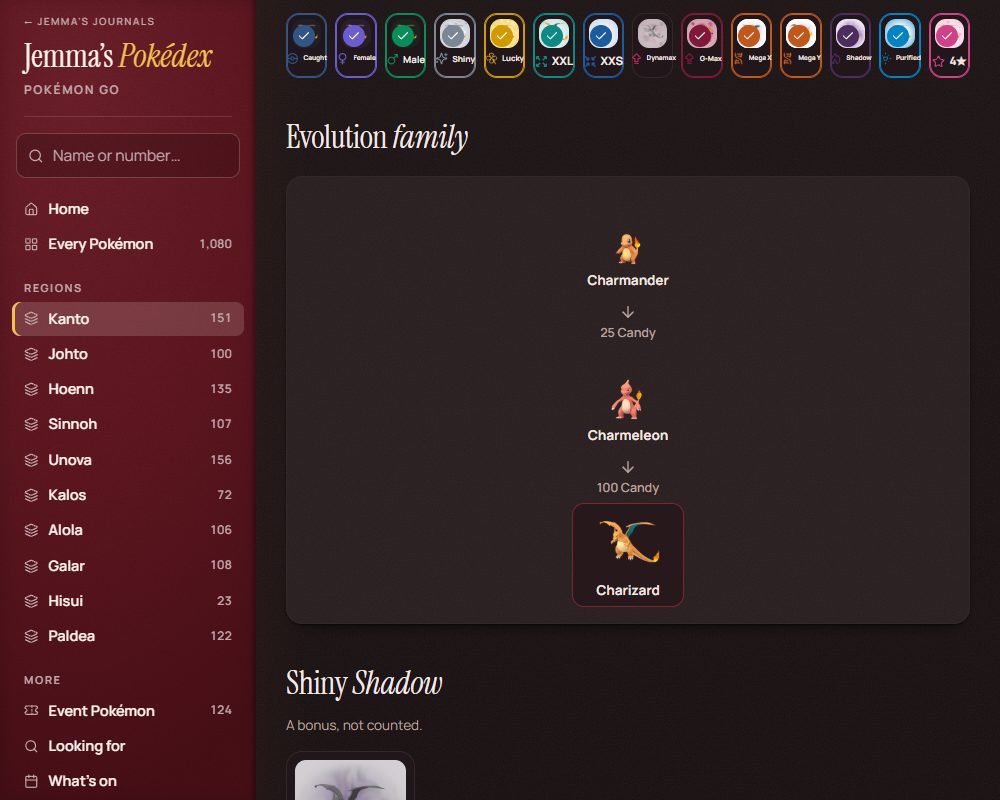 ← JEMMA'S JOURNALS
Jemma's Pokédex
POKÉMON GO
Name or number...
Home
Every Pokémon 1,080
REGIONS
Kanto 151
Johto 100
Hoenn 135
Sinnoh 107
Unova 156
Kalos 72
Alola 106
Galar 108
Hisui 23
Paldea 122
MORE
Event Pokémon 124
Looking for
What's on
Caught Female Male Shiny Lucky XXL XXS Dynamax G-Max Mega X Mega Y Shadow Purified 4★
Evolution family
Charmander
↓
25 Candy
Charmeleon
↓
100 Candy
Charizard
Shiny Shadow
A bonus, not counted.